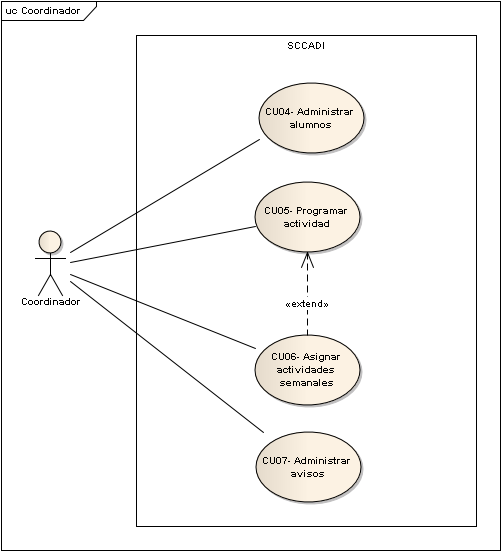 uc Coordinador
SCCADI
CU04- Administrar
alumnos
CU05- Programar
actividad
Coordinador
«extend»
CU06- Asignar
actividades
semanales
CU07- Administrar
avisos